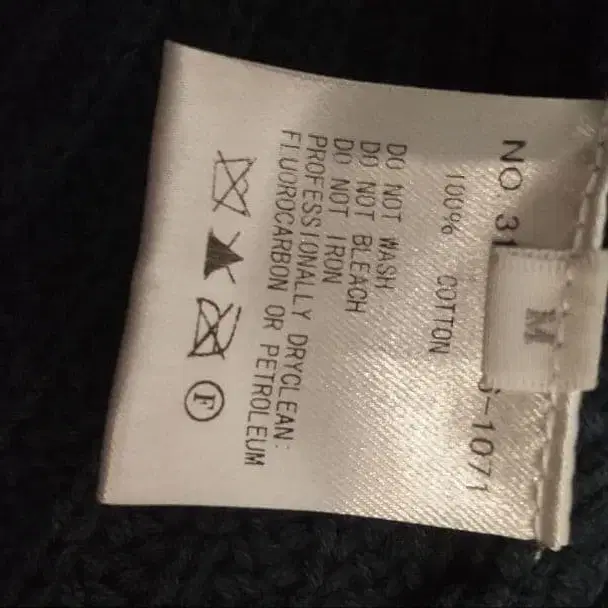 NO. 31
6-1071
M
100% COTTON
DO NOT WASH
DO NOT BLEACH
DO NOT IRON
PROFESSIONALLY DRYCLEAN:
FLUOROCARBON OR PETROLEUM
F